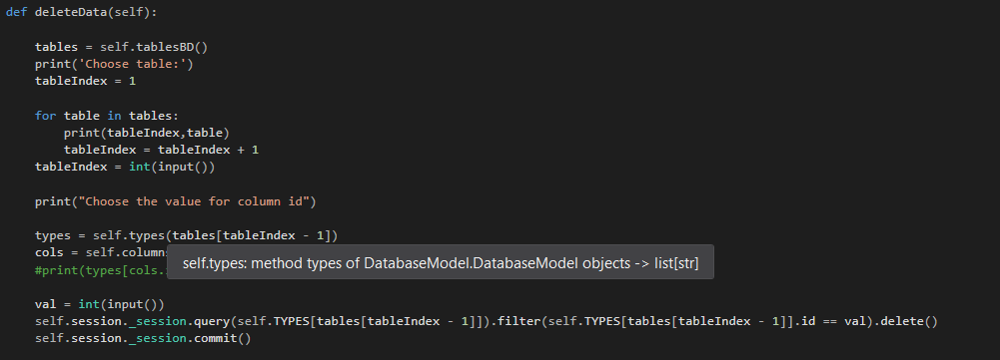 def deleteData(self):
tables = self.tablesBD()
print('Choose table:')
tableIndex = 1
for table in tables:
print(tableIndex,table)
tableIndex = tableIndex + 1
tableIndex = int(input())
print("Choose the value for column id")
types = self.types(tables[tableIndex - 1])
cols = self.column
#print(types[cols.
self.types: method types of DatabaseModel.DatabaseModel objects -> list[str]
val = int(input())
self.session._session.query(self.TYPES[tables[tableIndex - 1]]).filter(self.TYPES[tables[tableIndex - 1]].id == val).delete()
self.session._session.commit()